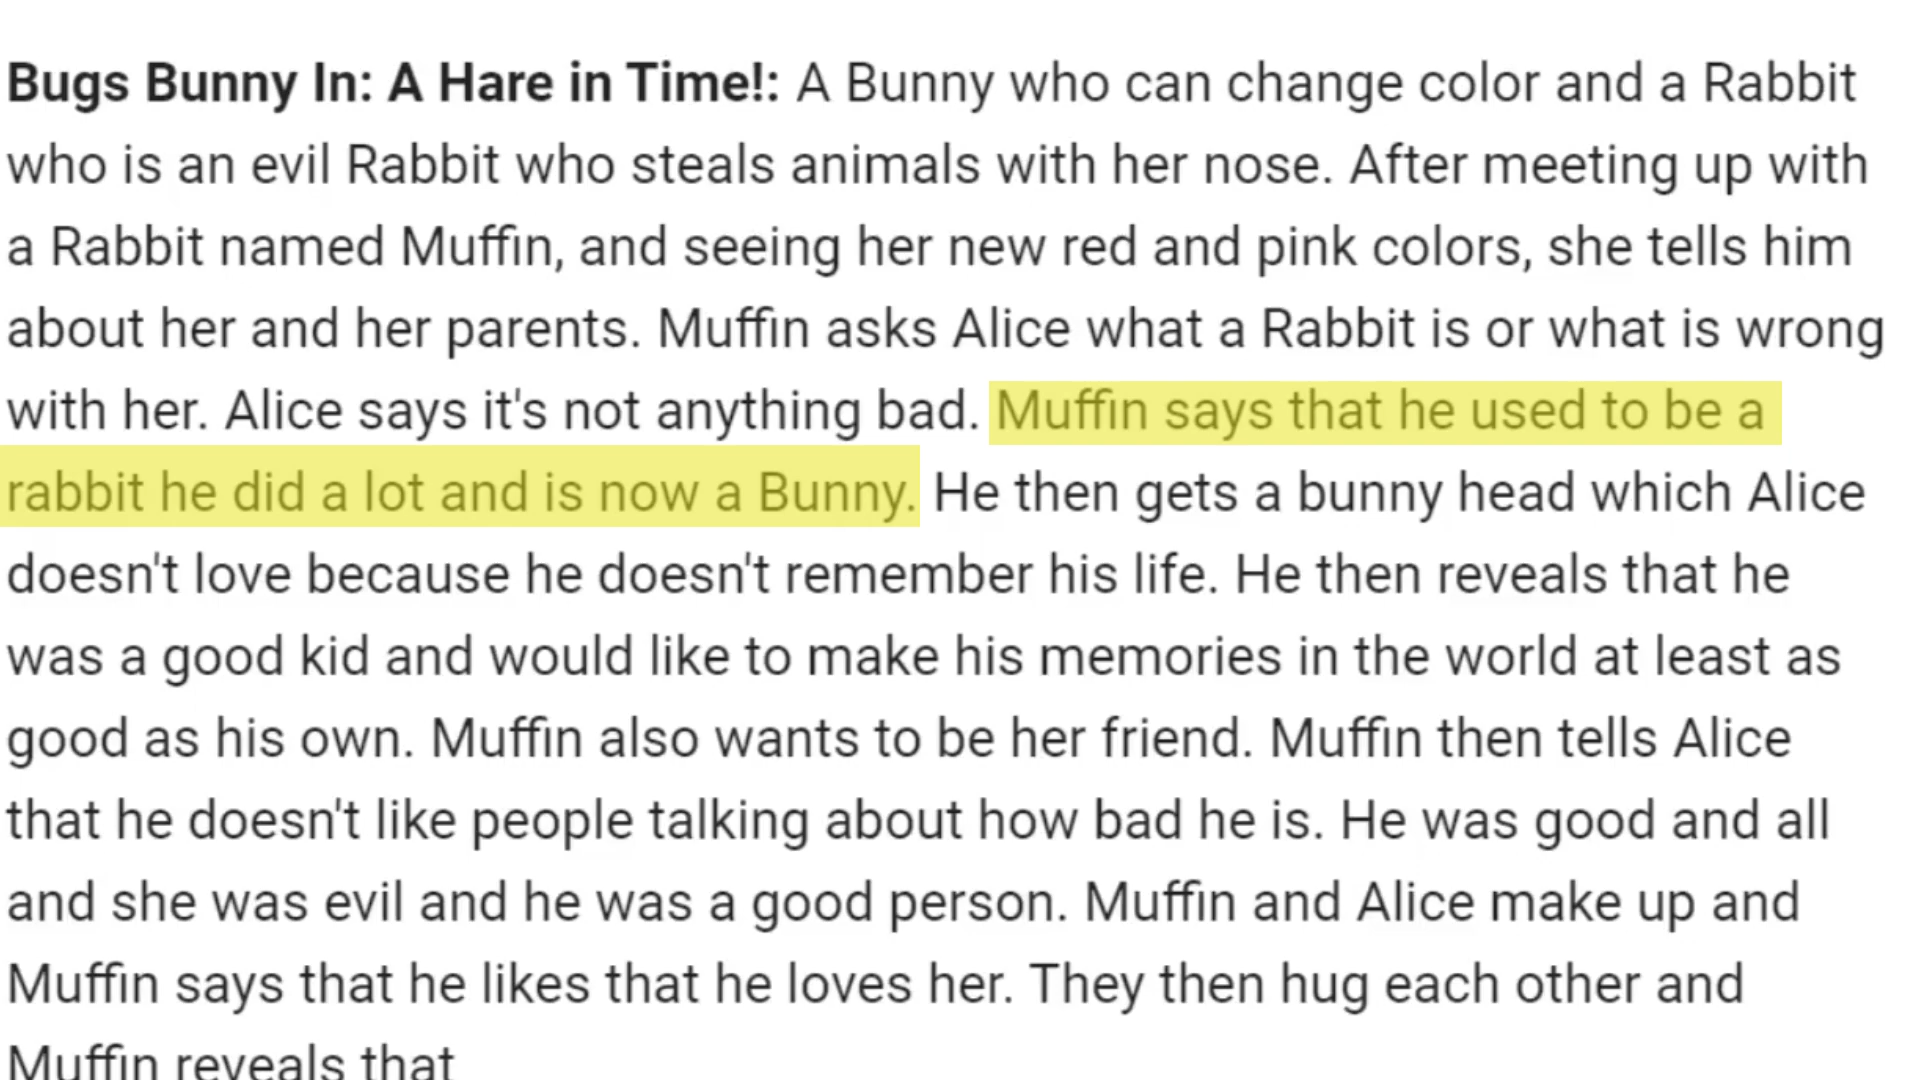 Bugs Bunny In: A Hare in Time!: A Bunny who can change color and a Rabbit
who is an evil Rabbit who steals animals with her nose. After meeting up with
a Rabbit named Muffin, and seeing her new red and pink colors, she tells him
about her and her parents. Muffin asks Alice what a Rabbit is or what is wrong
with her. Alice says it's not anything bad. Muffin says that he used to be a
rabbit he did a lot and is now a Bunny. He then gets a bunny head which Alice
doesn't love because he doesn't remember his life. He then reveals that he
was a good kid and would like to make his memories in the world at least as
good as his own. Muffin also wants to be her friend. Muffin then tells Alice
that he doesn't like people talking about how bad he is. He was good and all
and she was evil and he was a good person. Muffin and Alice make up and
Muffin says that he likes that he loves her. They then hug each other and
Muffin reveals that